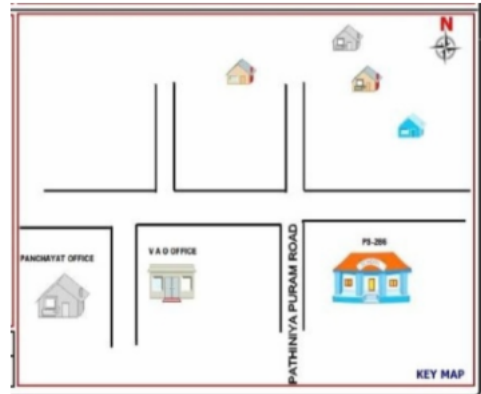 N
PANCHAYAT OFFICE
V A O OFFICE
PATHINIYA PURAM ROAD
PS-286
KEY MAP